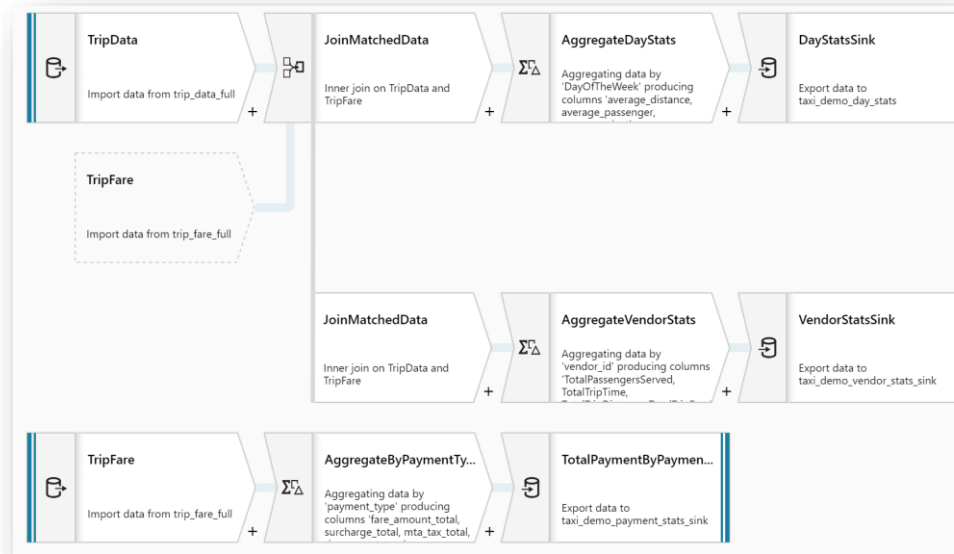 TripData
Import data from trip_data_full
+
JoinMatchedData
Inner join on TripData and
TripFare
+
AggregateDayStats
Aggregating data by
'DayOfTheWeek' producing
columns 'average_distance,
average_passenger,
+
DayStatsSink
Export data to
taxi_demo_day_stats
TripFare
Import data from trip_fare_full
JoinMatchedData
Inner join on TripData and
TripFare
+
AggregateVendorStats
Aggregating data by
'vendor_id' producing columns
'TotalPassengersServed,
TotalTripTime,
+
VendorStatsSink
Export data to
taxi_demo_vendor_stats_sink
TripFare
Import data from trip_fare_full
+
AggregateByPaymentTy...
Aggregating data by
'payment_type' producing
columns 'fare_amount_total,
surcharge_total, mta_tax_total,
+
TotalPaymentByPaymen...
Export data to
taxi_demo_payment_stats_sink